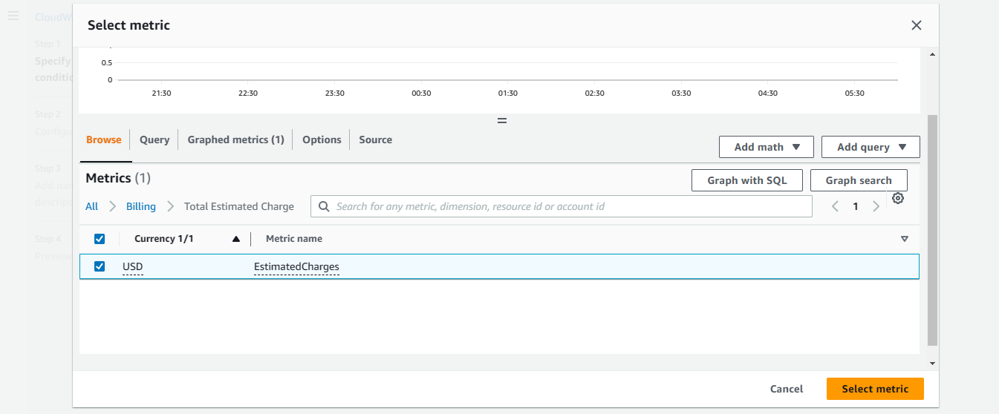 CloudW
Select metric
Step 1
Specify
conditio
Step 2
Configu
Step 3
Add nam
descript
Step 4
Preview
0.5
0
21:30 22:30 23:30 00:30 01:30 02:30 03:30 04:30 05:30
Browse Query Graphed metrics (1) Options Source
Add math Add query
Metrics (1)
Graph with SQL Graph search
All Billing Total Estimated Charge Search for any metric, dimension, resource id or account id 1
Currency 1/1 Metric name
USD EstimatedCharges
Cancel Select metric